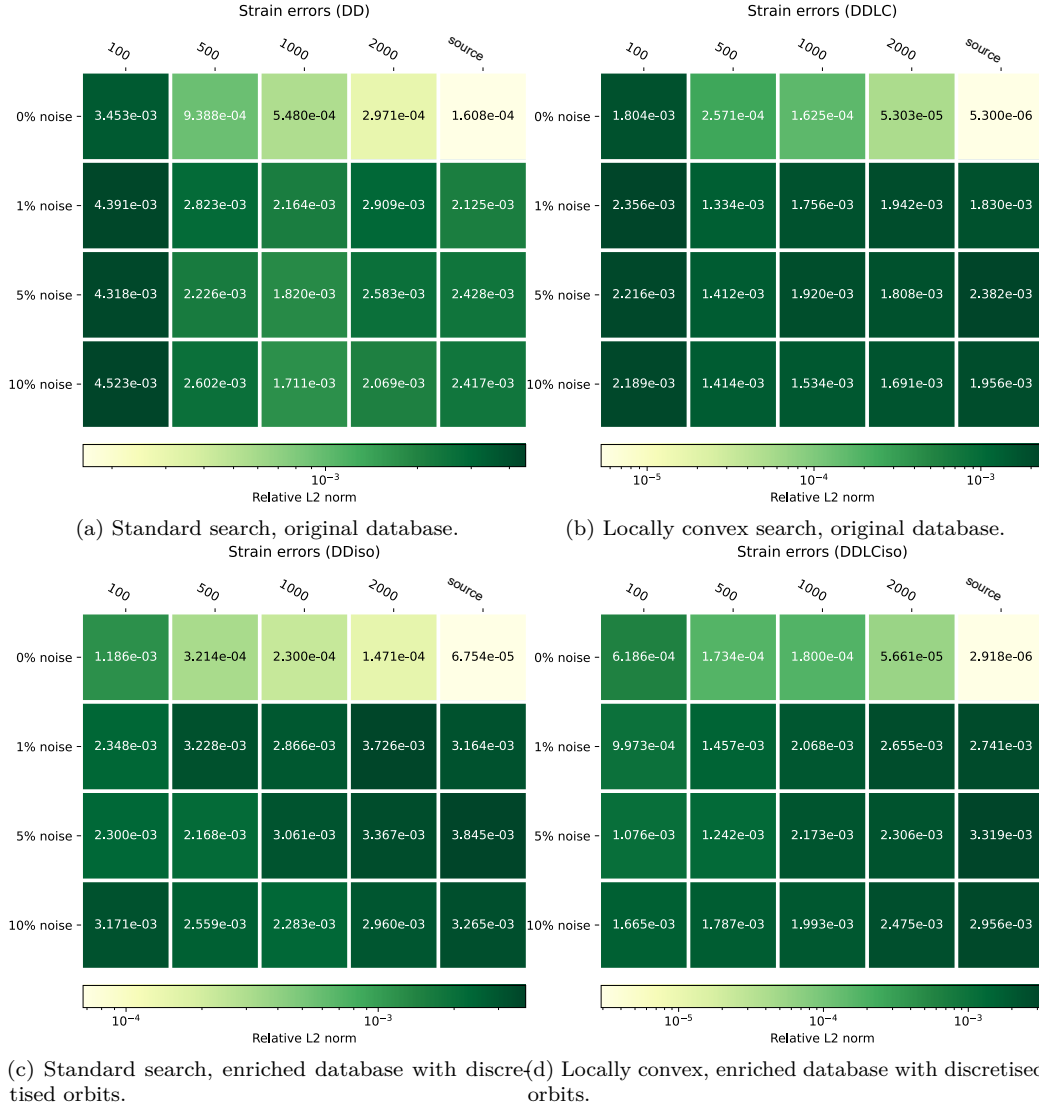 Strain errors (DD)
100 500 1000 2000 source
0% noise 3.453e-03 9.388e-04 5.480e-04 2.971e-04 1.608e-04
1% noise 4.391e-03 2.823e-03 2.164e-03 2.909e-03 2.125e-03
5% noise 4.318e-03 2.226e-03 1.820e-03 2.583e-03 2.428e-03
10% noise 4.523e-03 2.602e-03 1.711e-03 2.069e-03 2.417e-03
10⁻³
Relative L2 norm
(a) Standard search, original database.
Strain errors (DDLC)
100 500 1000 2000 source
0% noise 1.804e-03 2.571e-04 1.625e-04 5.303e-05 5.300e-06
1% noise 2.356e-03 1.334e-03 1.756e-03 1.942e-03 1.830e-03
5% noise 2.216e-03 1.412e-03 1.920e-03 1.808e-03 2.382e-03
10% noise 2.189e-03 1.414e-03 1.534e-03 1.691e-03 1.956e-03
10⁻⁵ 10⁻⁴ 10⁻³
Relative L2 norm
(b) Locally convex search, original database.
Strain errors (DDiso)
100 500 1000 2000 source
0% noise 1.186e-03 3.214e-04 2.300e-04 1.471e-04 6.754e-05
1% noise 2.348e-03 3.228e-03 2.866e-03 3.726e-03 3.164e-03
5% noise 2.300e-03 2.168e-03 3.061e-03 3.367e-03 3.845e-03
10% noise 3.171e-03 2.559e-03 2.283e-03 2.960e-03 3.265e-03
10⁻⁴ 10⁻³
Relative L2 norm
(c) Standard search, enriched database with discre-
tised orbits.
Strain errors (DDLCiso)
100 500 1000 2000 source
0% noise 6.186e-04 1.734e-04 1.800e-04 5.661e-05 2.918e-06
1% noise 9.973e-04 1.457e-03 2.068e-03 2.655e-03 2.741e-03
5% noise 1.076e-03 1.242e-03 2.173e-03 2.306e-03 3.319e-03
10% noise 1.665e-03 1.787e-03 1.993e-03 2.475e-03 2.956e-03
10⁻⁵ 10⁻⁴ 10⁻³
Relative L2 norm
(d) Locally convex, enriched database with discretised
orbits.